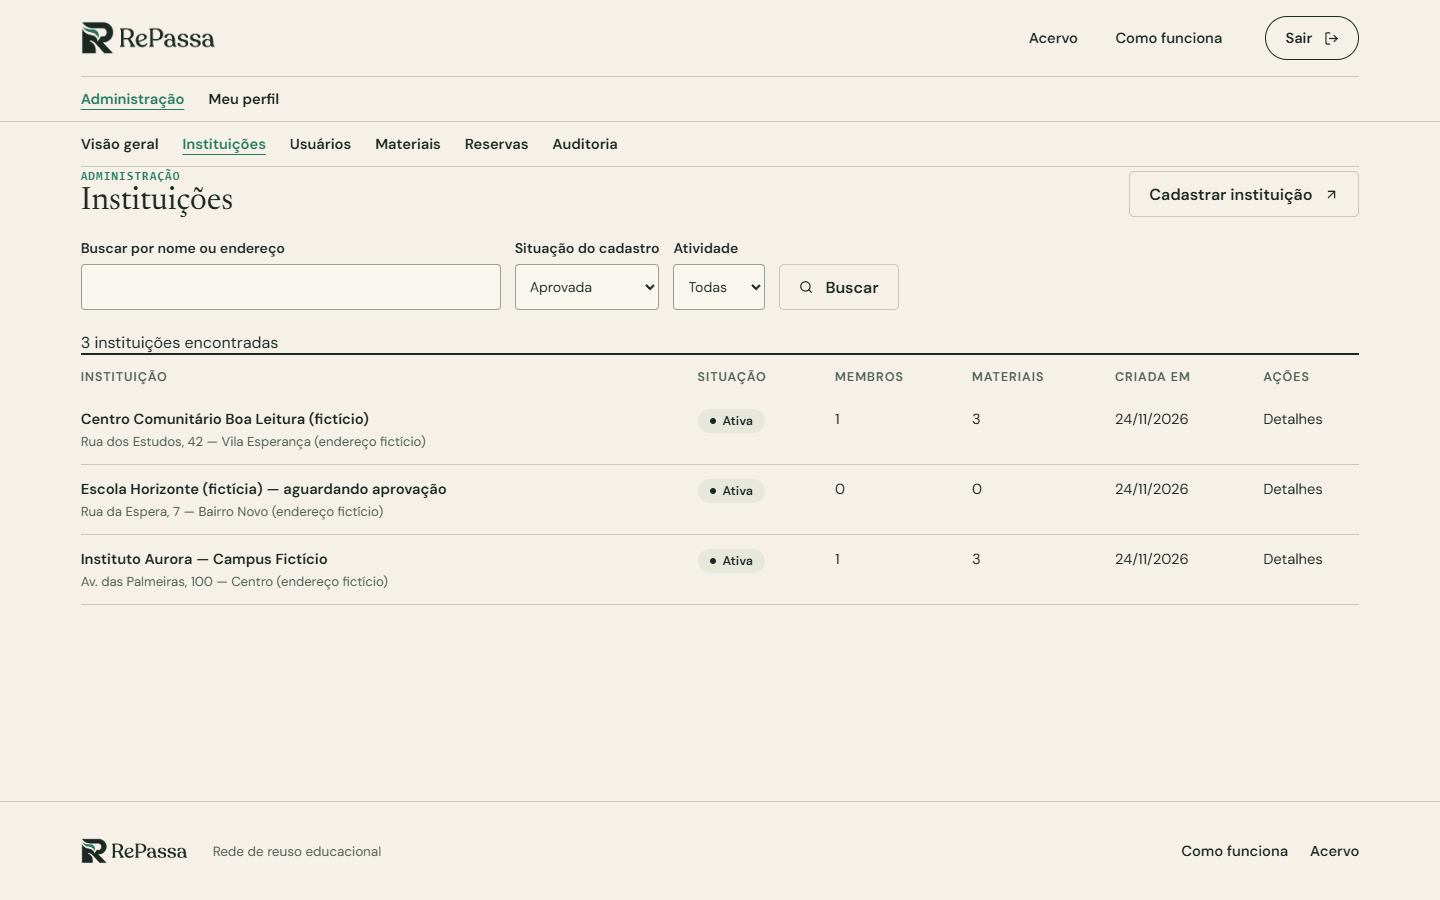 RePassa
Acervo
Como funciona
Sair
Administração
Meu perfil
Visão geral
Instituições
Usuários
Materiais
Reservas
Auditoria
ADMINISTRAÇÃO
Instituições
Cadastrar instituição
Buscar por nome ou endereço
Situação do cadastro
Atividade
Aprovada
Todas
Buscar
3 instituições encontradas
INSTITUIÇÃO
SITUAÇÃO
MEMBROS
MATERIAIS
CRIADA EM
AÇÕES
Centro Comunitário Boa Leitura (fictício)
Rua dos Estudos, 42 — Vila Esperança (endereço fictício)
Ativa
1
3
24/11/2026
Detalhes
Escola Horizonte (fictícia) — aguardando aprovação
Rua da Espera, 7 — Bairro Novo (endereço fictício)
Ativa
0
0
24/11/2026
Detalhes
Instituto Aurora — Campus Fictício
Av. das Palmeiras, 100 — Centro (endereço fictício)
Ativa
1
3
24/11/2026
Detalhes
RePassa
Rede de reuso educacional
Como funciona
Acervo